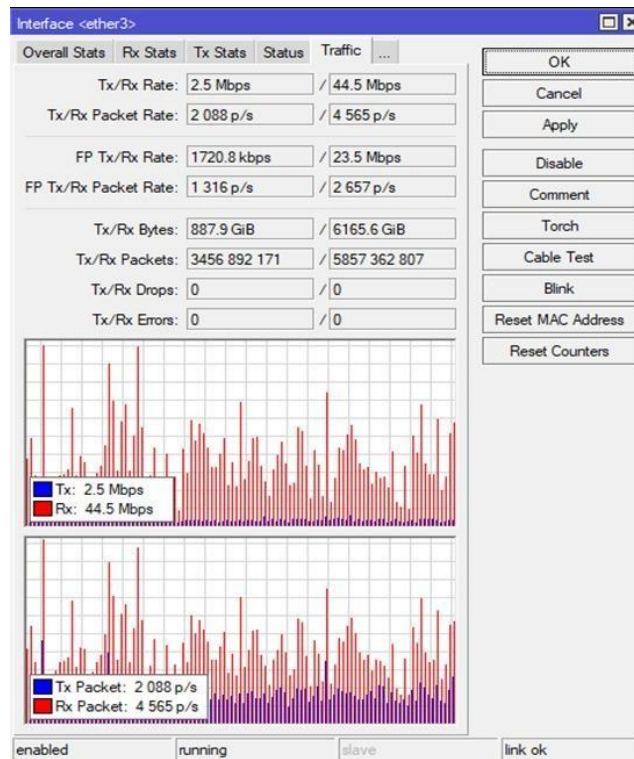 Interface <ether3>
Overall Stats Rx Stats Tx Stats Status Traffic ...
Tx/Rx Rate: 2.5 Mbps / 44.5 Mbps
Tx/Rx Packet Rate: 2 088 p/s / 4 565 p/s
FP Tx/Rx Rate: 1720.8 kbps / 23.5 Mbps
FP Tx/Rx Packet Rate: 1 316 p/s / 2 657 p/s
Tx/Rx Bytes: 887.9 GiB / 6165.6 GiB
Tx/Rx Packets: 3456 892 171 / 5857 362 807
Tx/Rx Drops: 0 / 0
Tx/Rx Errors: 0 / 0
Tx: 2.5 Mbps
Rx: 44.5 Mbps
Tx Packet: 2 088 p/s
Rx Packet: 4 565 p/s
OK
Cancel
Apply
Disable
Comment
Torch
Cable Test
Blink
Reset MAC Address
Reset Counters
enabled running slave link ok